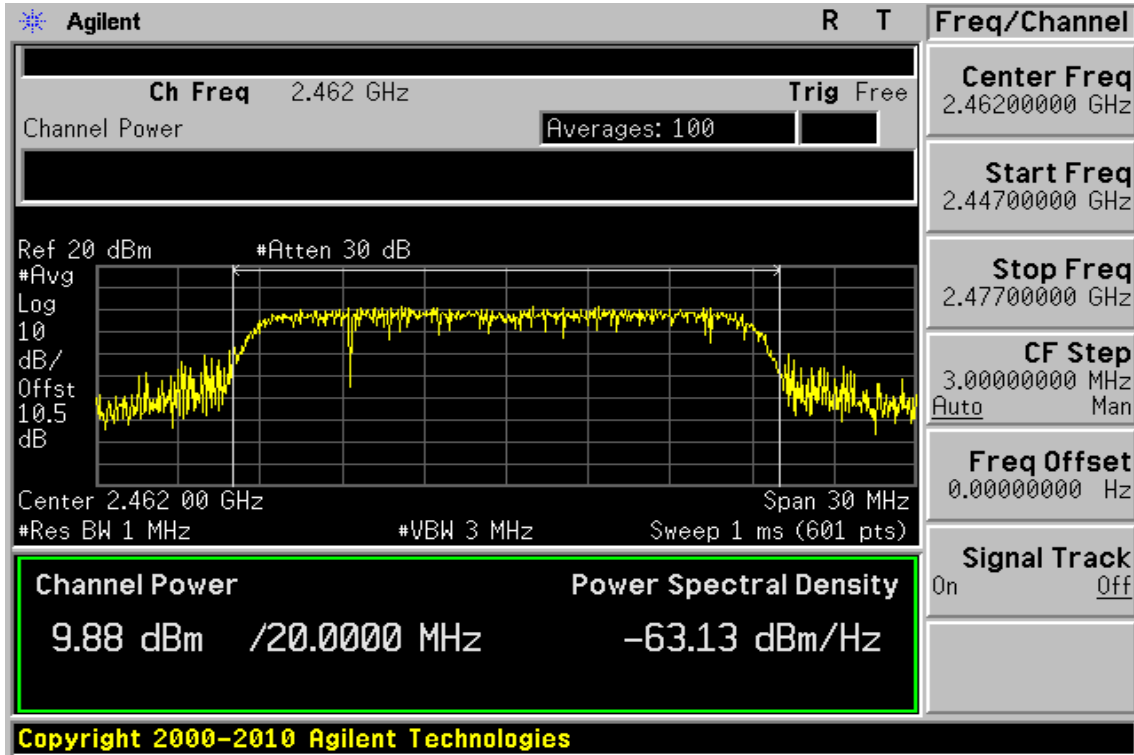 Agilent R T
Freq/Channel
Ch Freq 2.462 GHz Trig Free
Channel Power Averages: 100
Center Freq
2.46200000 GHz
Start Freq
2.44700000 GHz
Stop Freq
2.47700000 GHz
CF Step
3.00000000 MHz
Auto Man
Freq Offset
0.00000000 Hz
Signal Track
On Off
Ref 20 dBm #Atten 30 dB
#Avg
Log
10
dB/
Offst
10.5
dB
Center 2.462 00 GHz Span 30 MHz
#Res BW 1 MHz #VBW 3 MHz Sweep 1 ms (601 pts)
Channel Power Power Spectral Density
9.88 dBm /20.0000 MHz -63.13 dBm/Hz
Copyright 2000-2010 Agilent Technologies